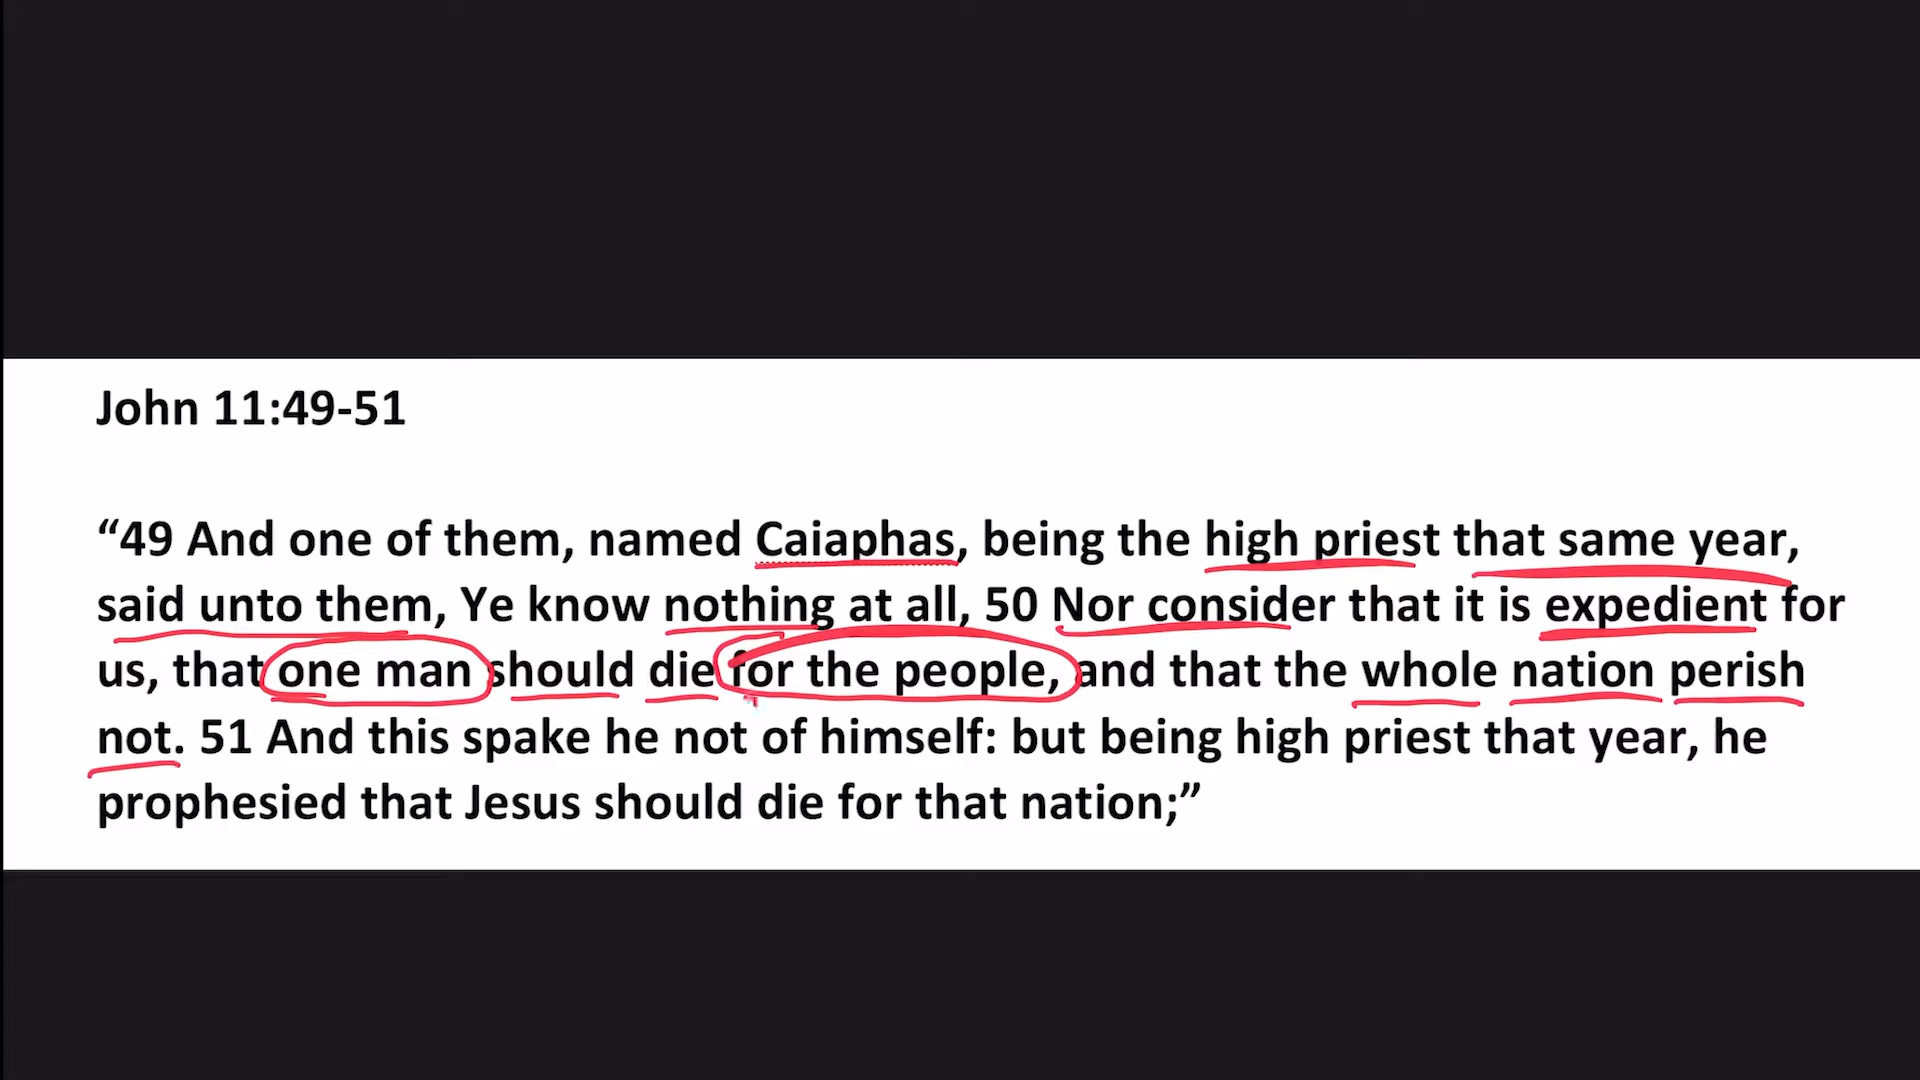 John 11:49-51
“49 And one of them, named Caiaphas, being the high priest that same year,
said unto them, Ye know nothing at all, 50 Nor consider that it is expedient for
us, that one man should die for the people, and that the whole nation perish
not. 51 And this spake he not of himself: but being high priest that year, he
prophesied that Jesus should die for that nation;”